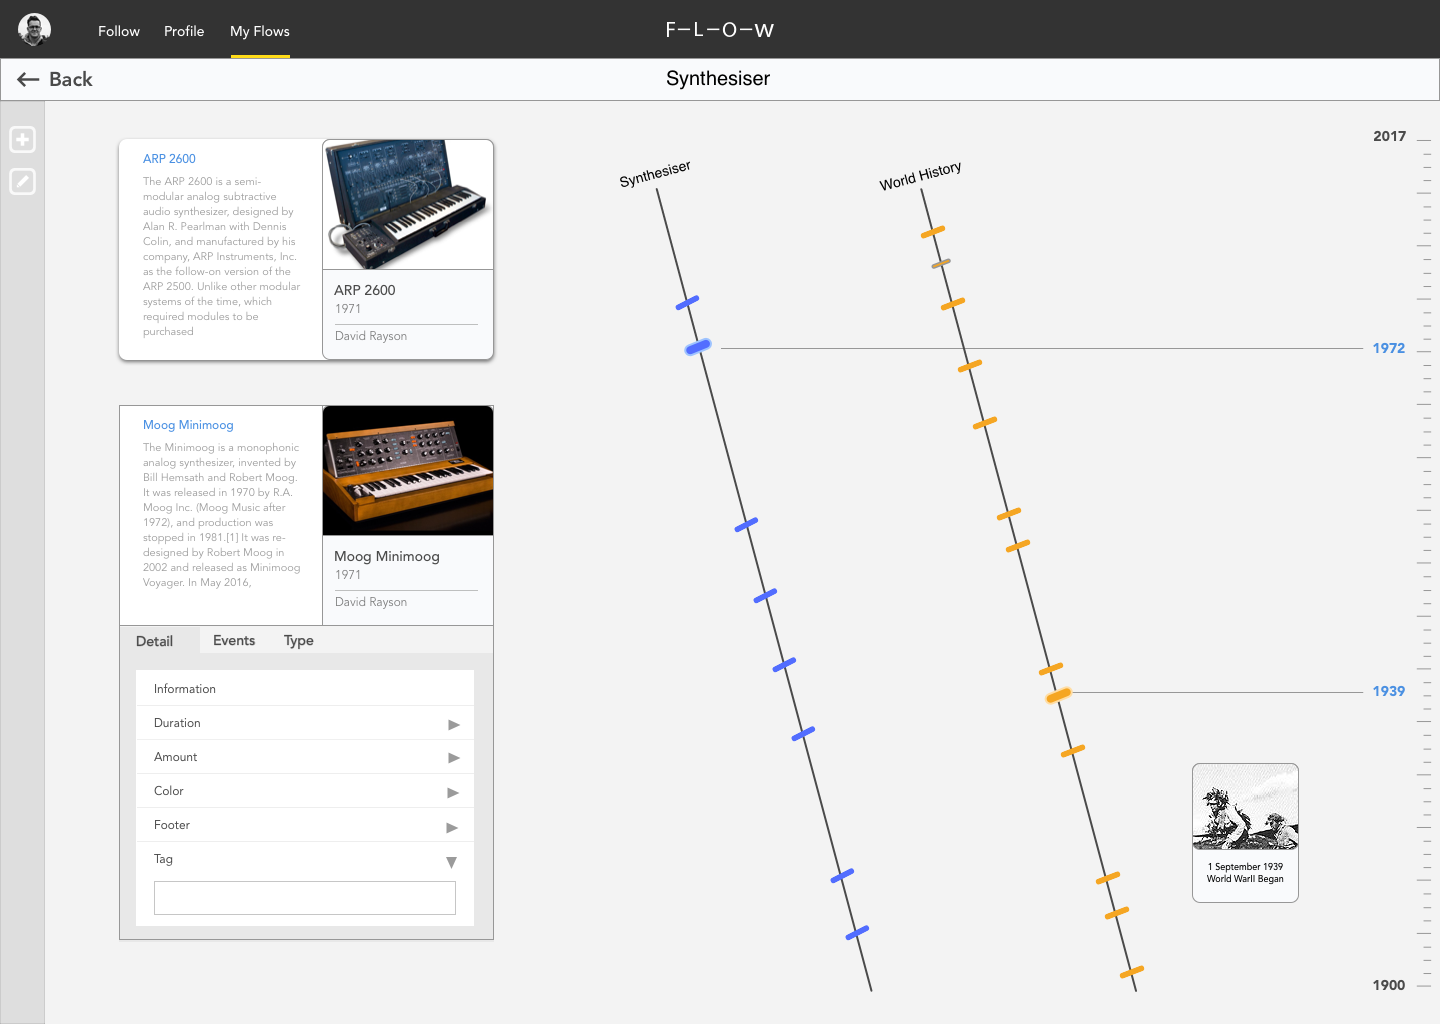 Follow Profile My Flows
F–L–O–W
Back
Synthesiser
ARP 2600
The ARP 2600 is a semi-
modular analog subtractive
audio synthesizer, designed by
Alan R. Pearlman with Dennis
Colin, and manufactured by his
company, ARP Instruments, Inc.
as the follow-on version of the
ARP 2500. Unlike other modular
systems of the time, which
required modules to be
purchased
ARP 2600
1971
David Rayson
Moog Minimoog
The Minimoog is a monophonic
analog synthesizer, invented by
Bill Hemsath and Robert Moog.
It was released in 1970 by R.A.
Moog Inc. (Moog Music after
1972), and production was
stopped in 1981.[1] It was re-
designed by Robert Moog in
2002 and released as Minimoog
Voyager. In May 2016,
Moog Minimoog
1971
David Rayson
Detail Events Type
Information
Duration
Amount
Color
Footer
Tag
Synthesiser
World History
2017
1972
1939
1 September 1939
World WarII Began
1900